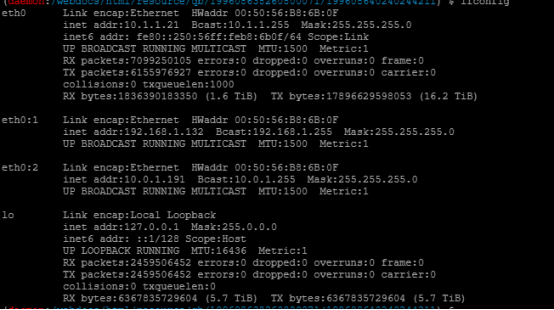 (daemon:/webdocs/html/resource/qb/19960863528080071/199608640240244211) % ifconfig
eth0 Link encap:Ethernet HWaddr 00:50:56:B8:6B:0F
inet addr:10.1.1.21 Bcast:10.1.1.255 Mask:255.255.255.0
inet6 addr: fe80::250:56ff:feb8:6b0f/64 Scope:Link
UP BROADCAST RUNNING MULTICAST MTU:1500 Metric:1
RX packets:7099250105 errors:0 dropped:0 overruns:0 frame:0
TX packets:6155976927 errors:0 dropped:0 overruns:0 carrier:0
collisions:0 txqueuelen:1000
RX bytes:1836390183350 (1.6 TiB) TX bytes:17896629598053 (16.2 TiB)
eth0:1 Link encap:Ethernet HWaddr 00:50:56:B8:6B:0F
inet addr:192.168.1.132 Bcast:192.168.1.255 Mask:255.255.255.0
UP BROADCAST RUNNING MULTICAST MTU:1500 Metric:1
eth0:2 Link encap:Ethernet HWaddr 00:50:56:B8:6B:0F
inet addr:10.0.1.191 Bcast:10.0.1.255 Mask:255.255.255.0
UP BROADCAST RUNNING MULTICAST MTU:1500 Metric:1
lo Link encap:Local Loopback
inet addr:127.0.0.1 Mask:255.0.0.0
inet6 addr: ::1/128 Scope:Host
UP LOOPBACK RUNNING MTU:16436 Metric:1
RX packets:2459506452 errors:0 dropped:0 overruns:0 frame:0
TX packets:2459506452 errors:0 dropped:0 overruns:0 carrier:0
collisions:0 txqueuelen:0
RX bytes:6367835729604 (5.7 TiB) TX bytes:6367835729604 (5.7 TiB)